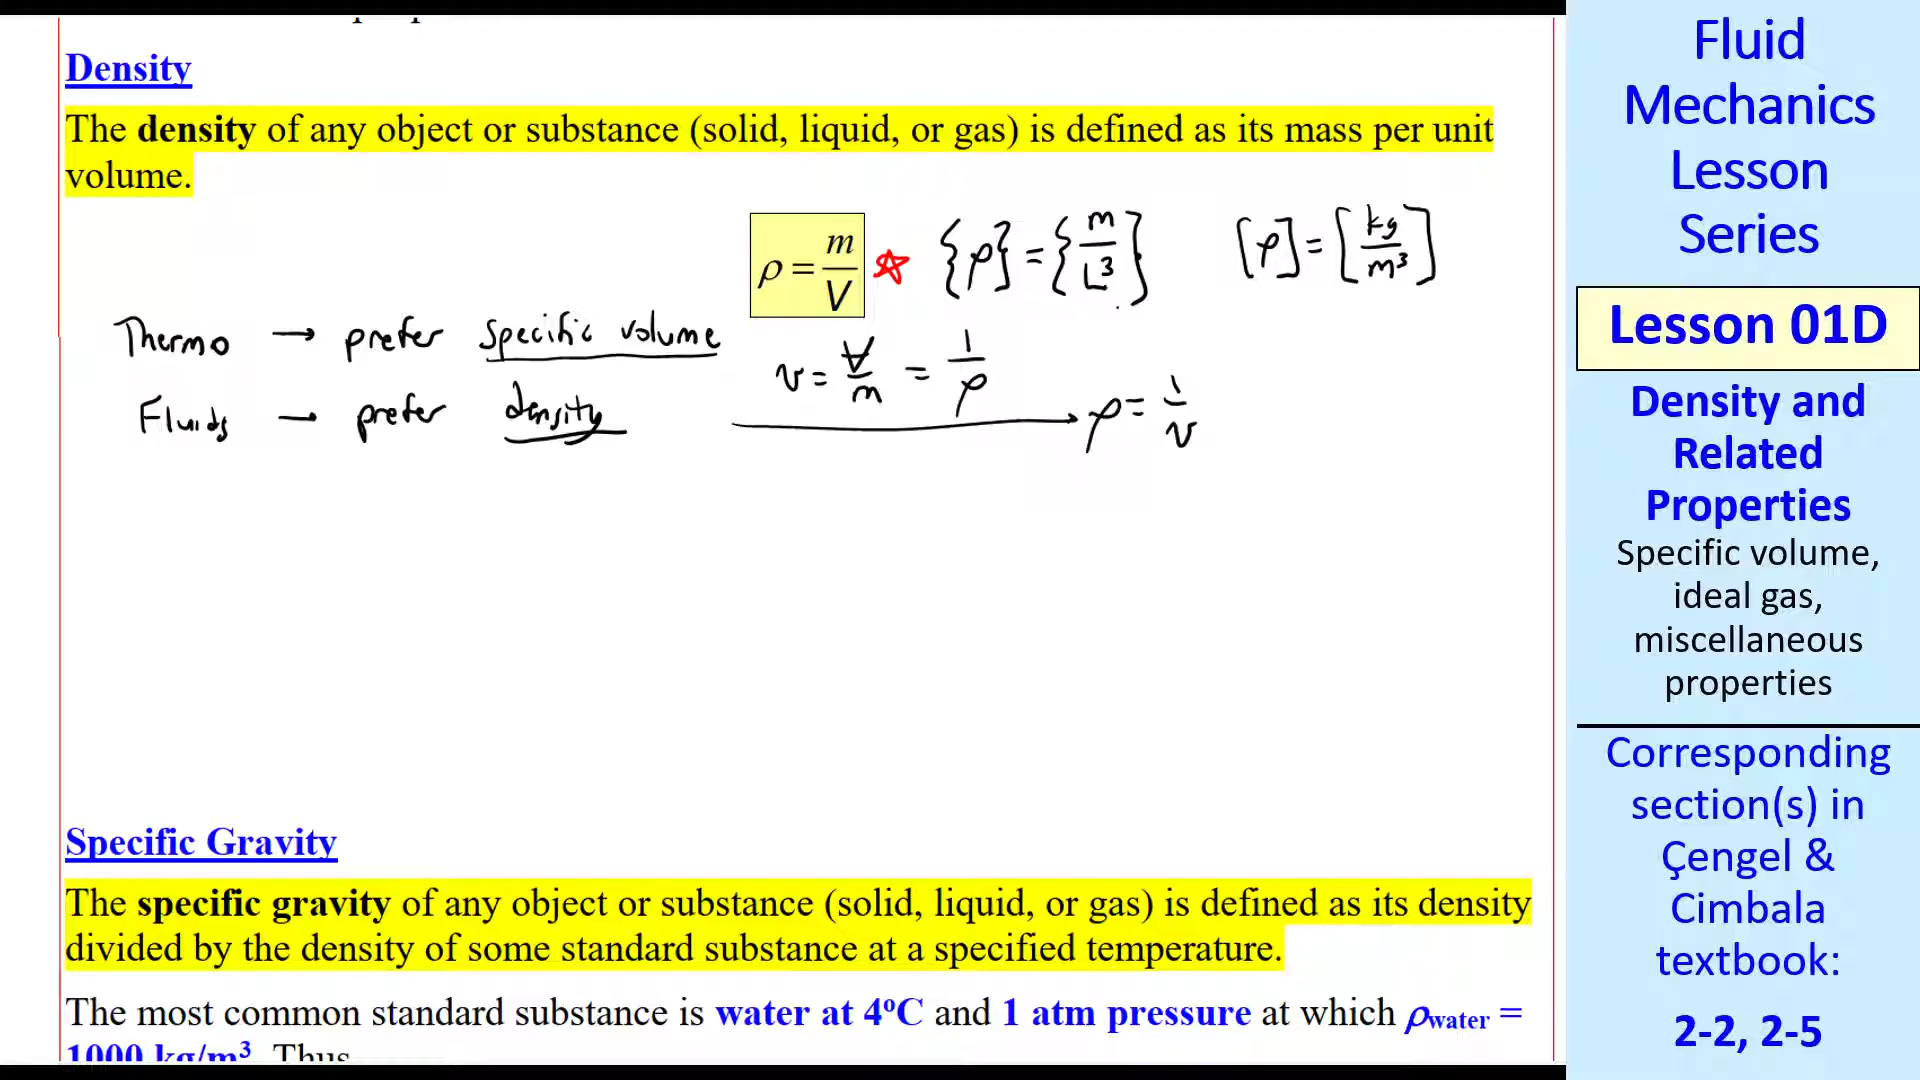 Density
The density of any object or substance (solid, liquid, or gas) is defined as its mass per unit
volume.
ρ = m/V ☆ {ρ} = {m/L³} [ρ] = [kg/m³]
Thermo → prefer specific volume v = V̶/m = 1/ρ
Fluids → prefer density → ρ = 1/v
Specific Gravity
The specific gravity of any object or substance (solid, liquid, or gas) is defined as its density
divided by the density of some standard substance at a specified temperature.
The most common standard substance is water at 4°C and 1 atm pressure at which ρwater =
1000 kg/m³. Thus
Fluid
Mechanics
Lesson
Series
Lesson 01D
Density and
Related
Properties
Specific volume,
ideal gas,
miscellaneous
properties
Corresponding
section(s) in
Çengel &
Cimbala
textbook:
2-2, 2-5